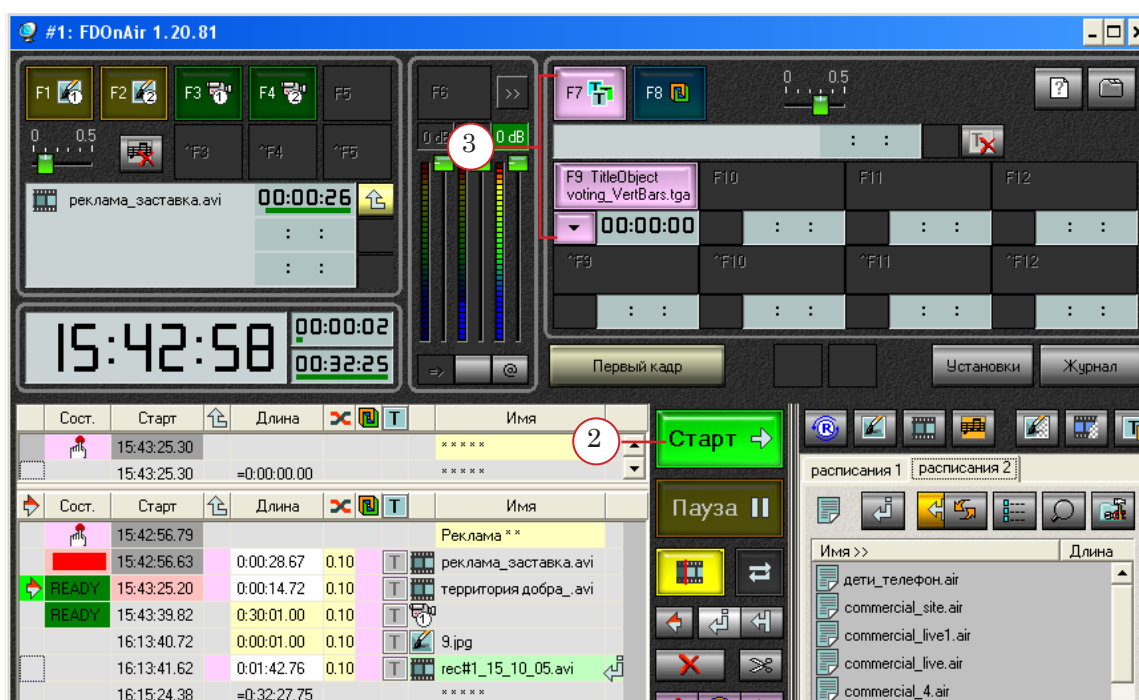 #1: FDOnAir 1.20.81
F1 F2 F3 F4 F5
0 0.5
^F3 ^F4 ^F5
реклама_заставка.avi 00:00:26
: :
: :
15:42:58 00:00:02
00:32:25
F6 >>
0 dB 0 dB
3
=> @
F7 F8 0 0.5 ?
: : T
F9 TitleObject F10 F11 F12
voting_VertBars.tga
00:00:00 : : : : : :
^F9 ^F10 ^F11 ^F12
: : : : : : : :
Первый кадр Установки Журнал
Сост. Старт Длина T Имя
15:43:25.30 * * * * *
15:43:25.30 =0:00:00.00 * * * * *
Сост. Старт Длина T Имя
15:42:56.79 Реклама * *
15:42:56.63 0:00:28.67 0.10 T реклама_заставка.avi
READY 15:43:25.20 0:00:14.72 0.10 T территория добра_.avi
READY 15:43:39.82 0:30:01.00 0.10 T 1
16:13:40.72 0:00:01.00 0.10 T 9.jpg
16:13:41.62 0:01:42.76 0.10 T rec#1_15_10_05.avi
16:15:24.38 =0:32:27.75 * * * * *
2
Старт
Пауза
R
расписания 1 расписания 2
edt
Имя >> Длина
дети_телефон.air
commercial_site.air
commercial_live1.air
commercial_live.air
commercial_4.air